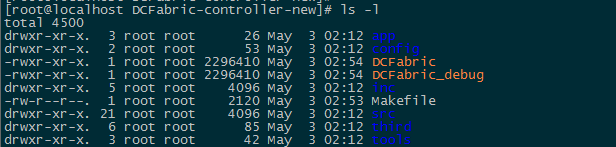 [root@localhost DCFabric-controller-new]# ls -l
total 4500
drwxr-xr-x. 3 root root 26 May 3 02:12 app
drwxr-xr-x. 2 root root 53 May 3 02:12 config
-rwxr-xr-x. 1 root root 2296410 May 3 02:54 DCFabric
-rwxr-xr-x. 1 root root 2296410 May 3 02:54 DCFabric_debug
drwxr-xr-x. 5 root root 4096 May 3 02:12
-rw-r--r--. 1 root root 2120 May 3 02:53 Makefile
drwxr-xr-x. 21 root root 4096 May 3 02:12 src
drwxr-xr-x. 6 root root 85 May 3 02:12 third
drwxr-xr-x. 3 root root 42 May 3 02:12 tools